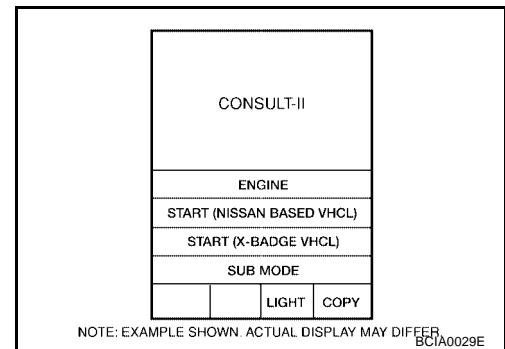 CONSULT-II
ENGINE
START (NISSAN BASED VHCL)
START (X-BADGE VHCL)
SUB MODE
LIGHT COPY
NOTE: EXAMPLE SHOWN. ACTUAL DISPLAY MAY DIFFER.
BCIA0029E